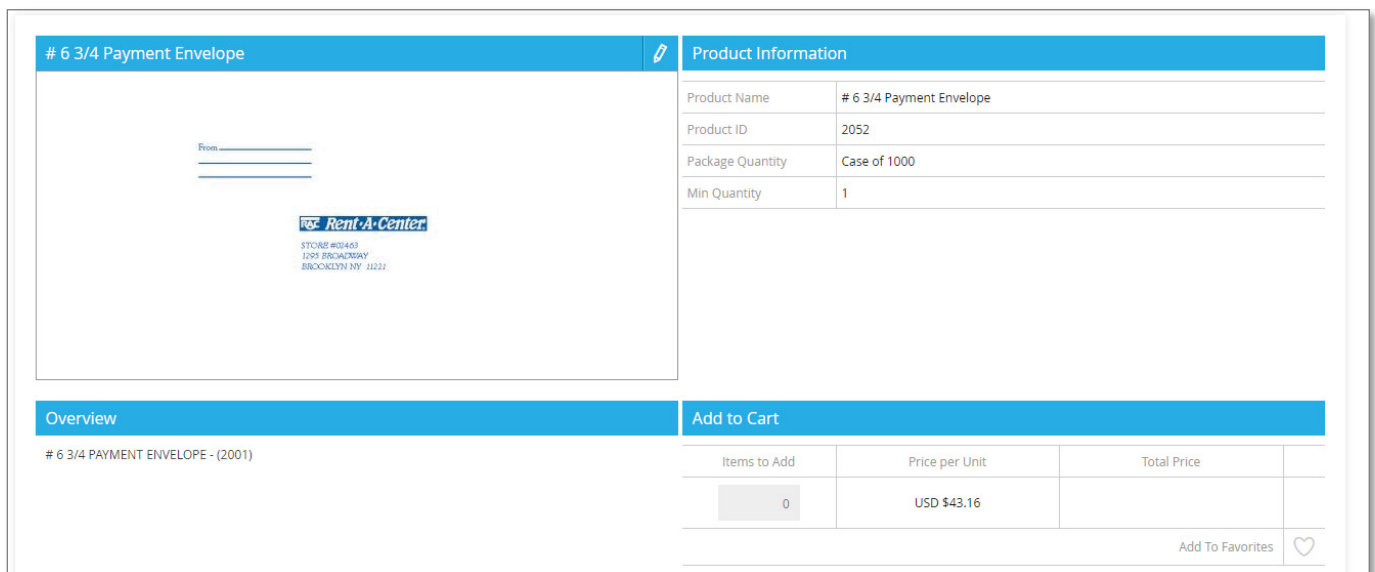 # 6 3/4 Payment Envelope
From
RAC Rent-A-Center
STORE #02463
1295 BROADWAY
BROOKLYN NY 11221
Product Information
Product Name # 6 3/4 Payment Envelope
Product ID 2052
Package Quantity Case of 1000
Min Quantity 1
Overview
# 6 3/4 PAYMENT ENVELOPE - (2001)
Add to Cart
Items to Add Price per Unit Total Price
0 USD $43.16
Add To Favorites